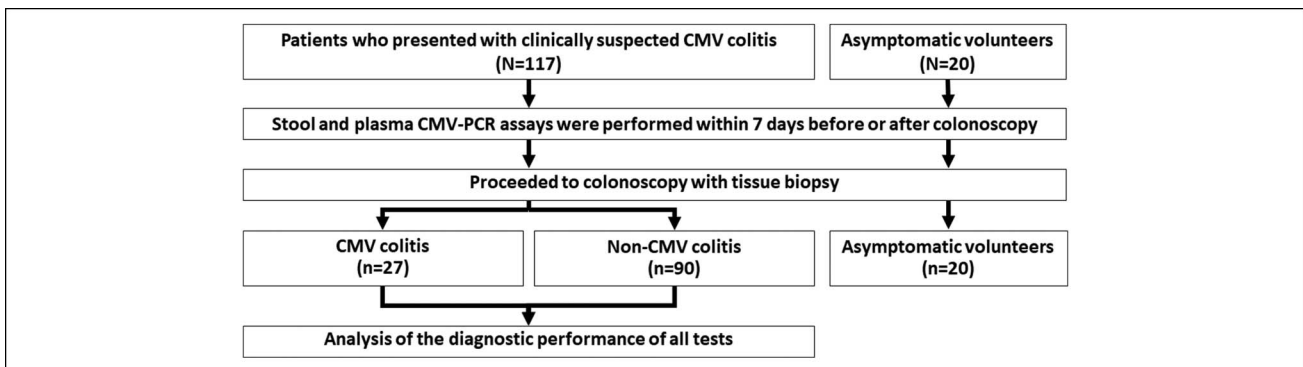 Patients who presented with clinically suspected CMV colitis
(N=117)
Asymptomatic volunteers
(N=20)
Stool and plasma CMV-PCR assays were performed within 7 days before or after colonoscopy
Proceeded to colonoscopy with tissue biopsy
CMV colitis
(n=27)
Non-CMV colitis
(n=90)
Asymptomatic volunteers
(n=20)
Analysis of the diagnostic performance of all tests